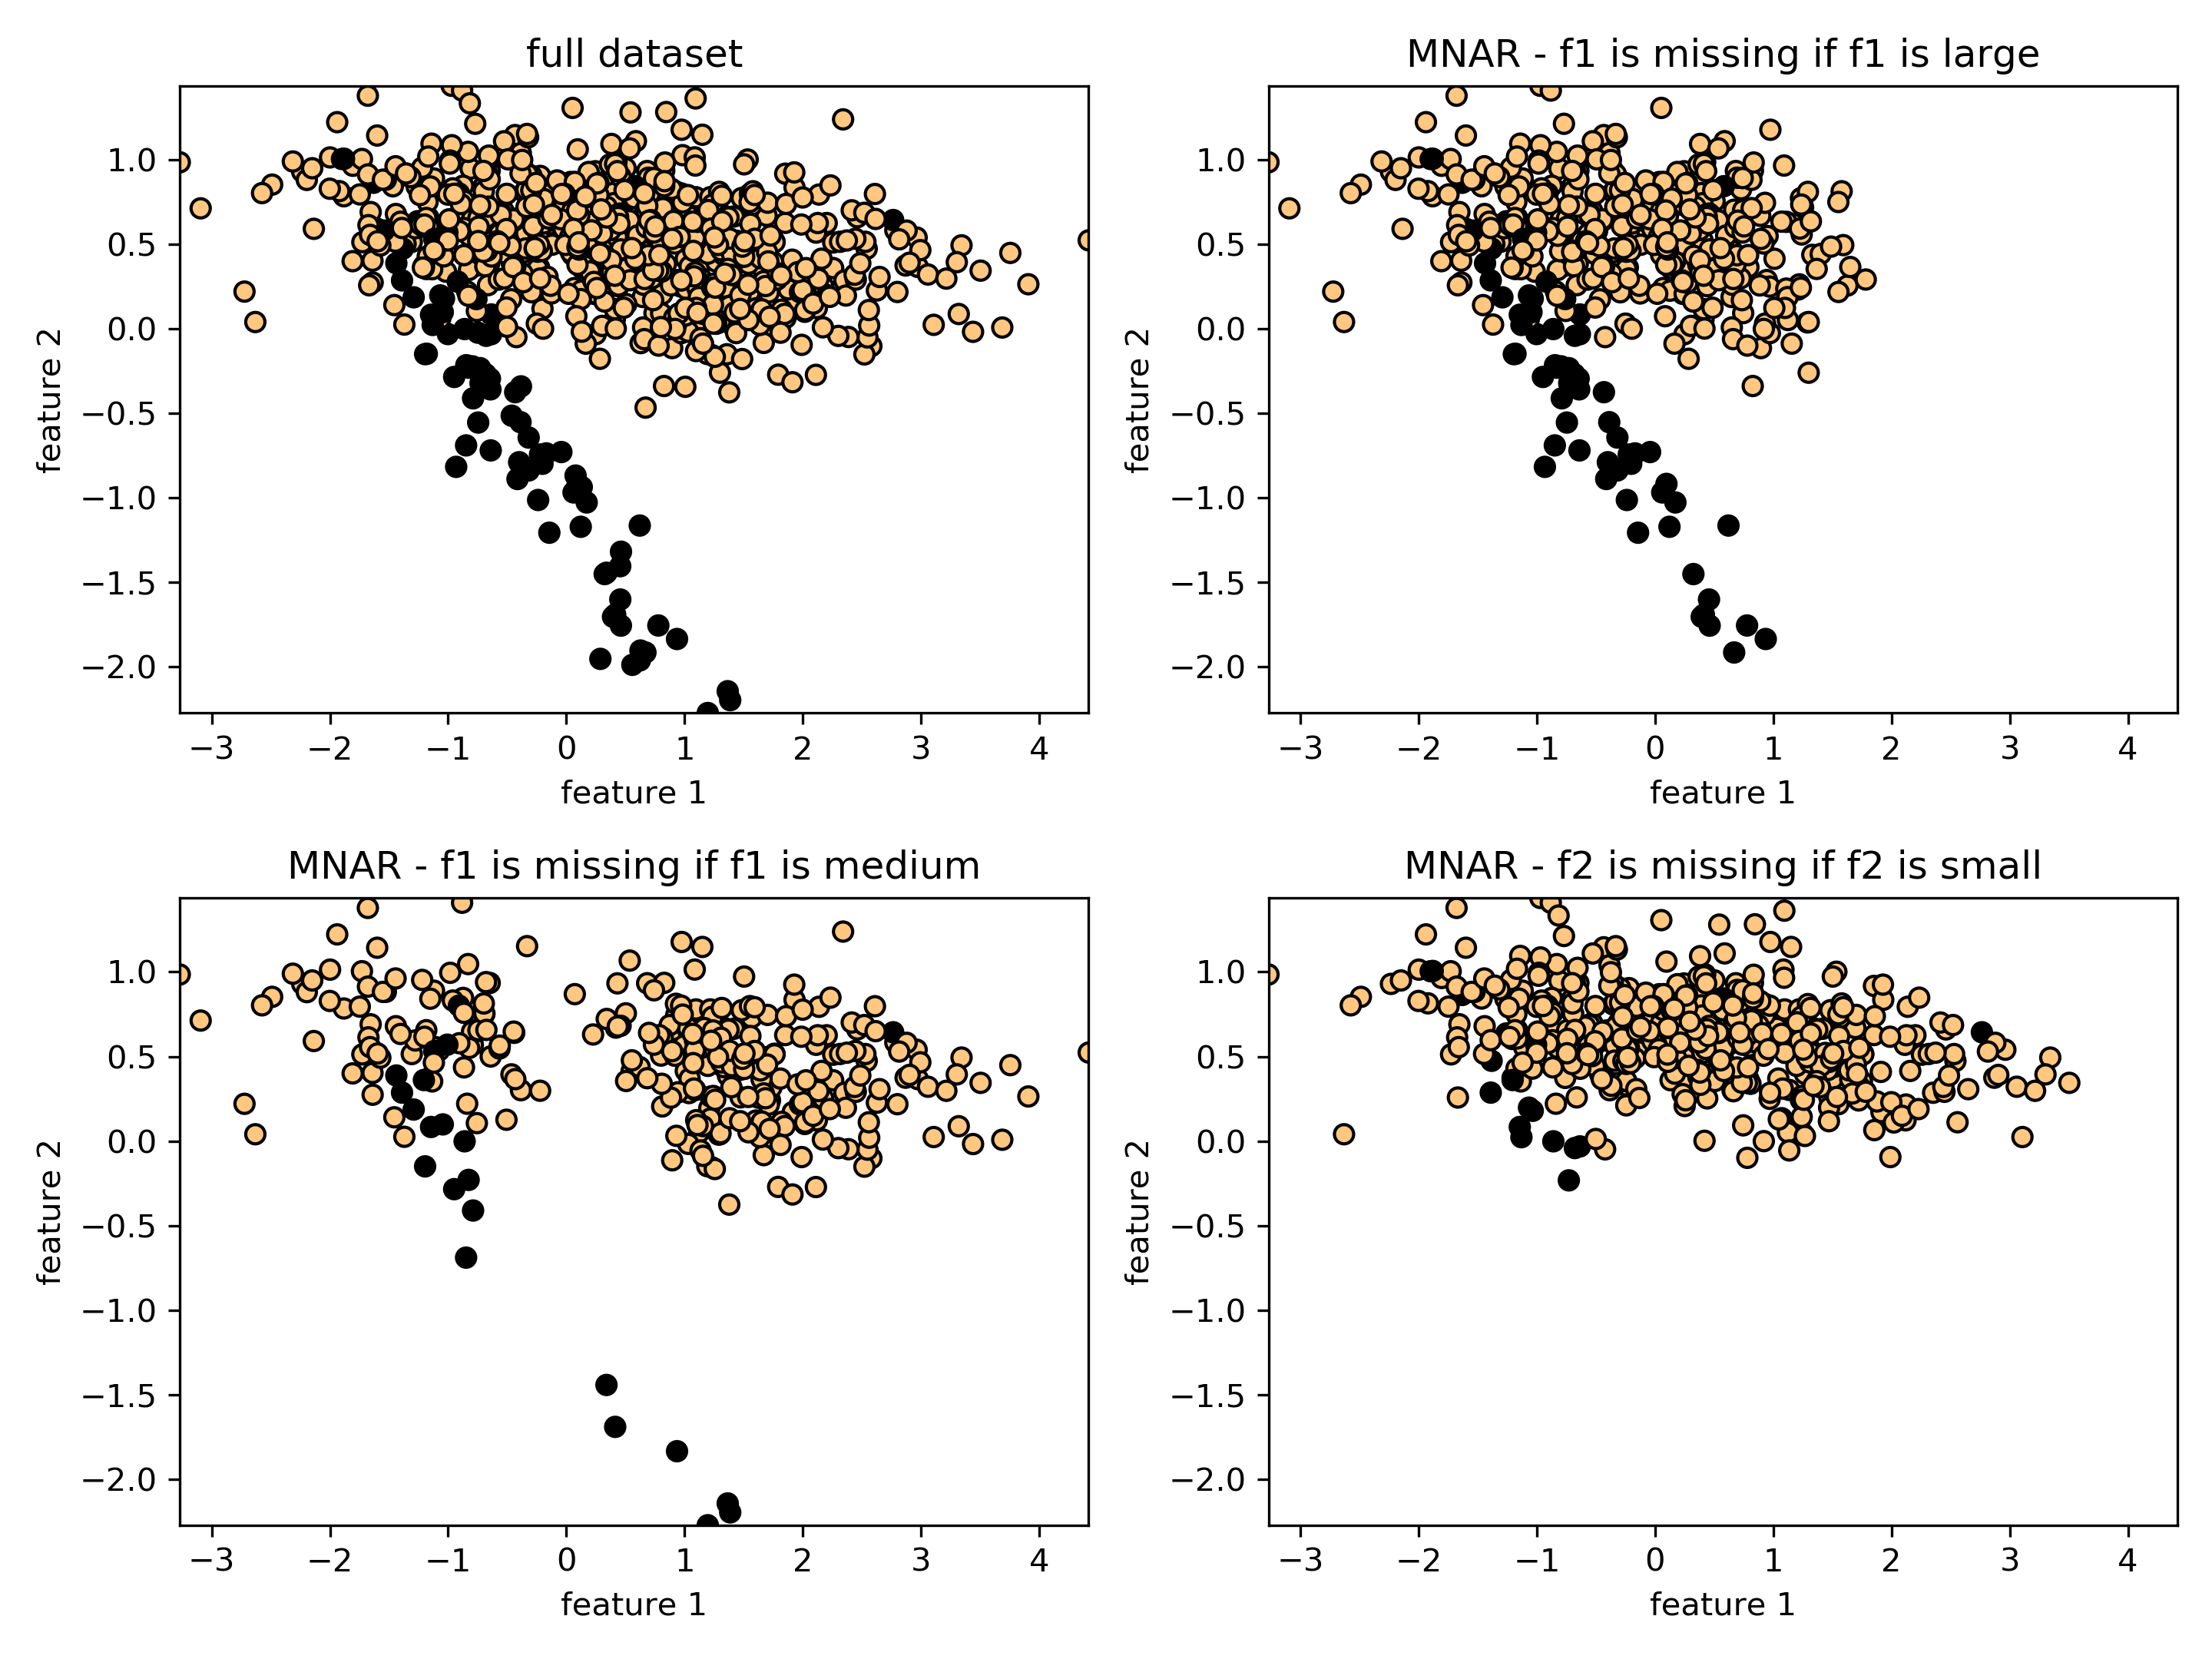 full dataset
1.0
0.5
0.0
−0.5
−1.0
−1.5
−2.0
feature 2
−3 −2 −1 0 1 2 3 4
feature 1
MNAR - f1 is missing if f1 is large
1.0
0.5
0.0
−0.5
−1.0
−1.5
−2.0
feature 2
−3 −2 −1 0 1 2 3 4
feature 1
MNAR - f1 is missing if f1 is medium
1.0
0.5
0.0
−0.5
−1.0
−1.5
−2.0
feature 2
−3 −2 −1 0 1 2 3 4
feature 1
MNAR - f2 is missing if f2 is small
1.0
0.5
0.0
−0.5
−1.0
−1.5
−2.0
feature 2
−3 −2 −1 0 1 2 3 4
feature 1